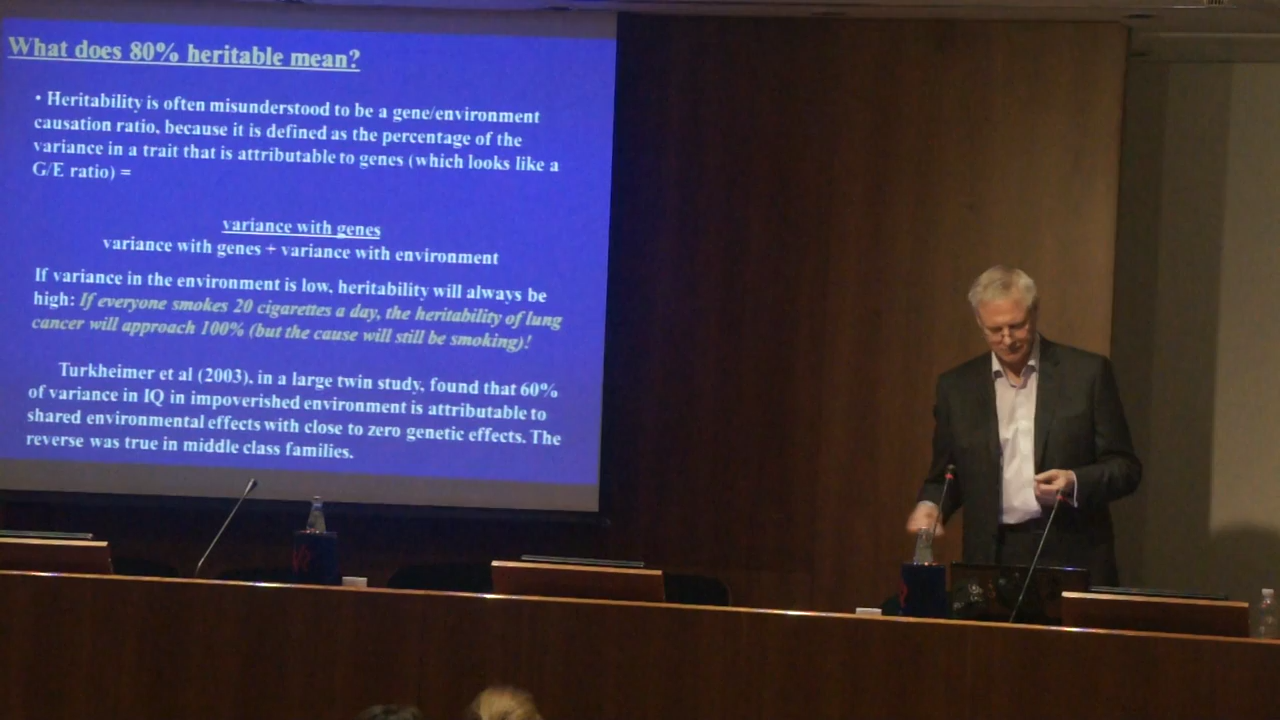 What does 80% heritable mean?
• Heritability is often misunderstood to be a gene/environment
causation ratio, because it is defined as the percentage of the
variance in a trait that is attributable to genes (which looks like a
G/E ratio) =
variance with genes
variance with genes + variance with environment
If variance in the environment is low, heritability will always be
high: If everyone smokes 20 cigarettes a day, the heritability of lung
cancer will approach 100% (but the cause will still be smoking)!
Turkheimer et al (2003), in a large twin study, found that 60%
of variance in IQ in impoverished environment is attributable to
shared environmental effects with close to zero genetic effects. The
reverse was true in middle class families.